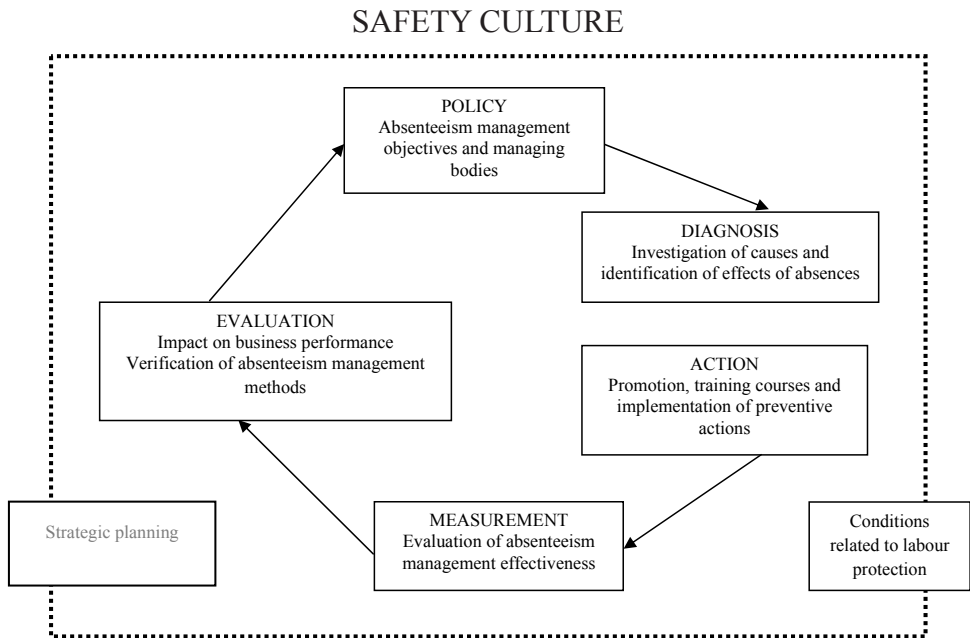 SAFETY CULTURE
POLICY
Absenteeism management
objectives and managing
bodies
DIAGNOSIS
Investigation of causes and
identification of effects of absences
EVALUATION
Impact on business performance
Verification of absenteeism management
methods
ACTION
Promotion, training courses and
implementation of preventive
actions
MEASUREMENT
Evaluation of absenteeism
management effectiveness
Strategic planning
Conditions
related to labour
protection